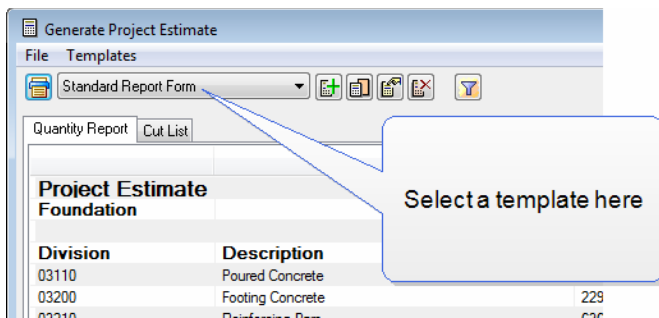 Generate Project Estimate
File Templates
Standard Report Form
Quantity Report Cut List
Select a template here
Project Estimate
Foundation
Division Description
03110 Poured Concrete
03200 Footing Concrete 229
03210 Reinforcing Bars